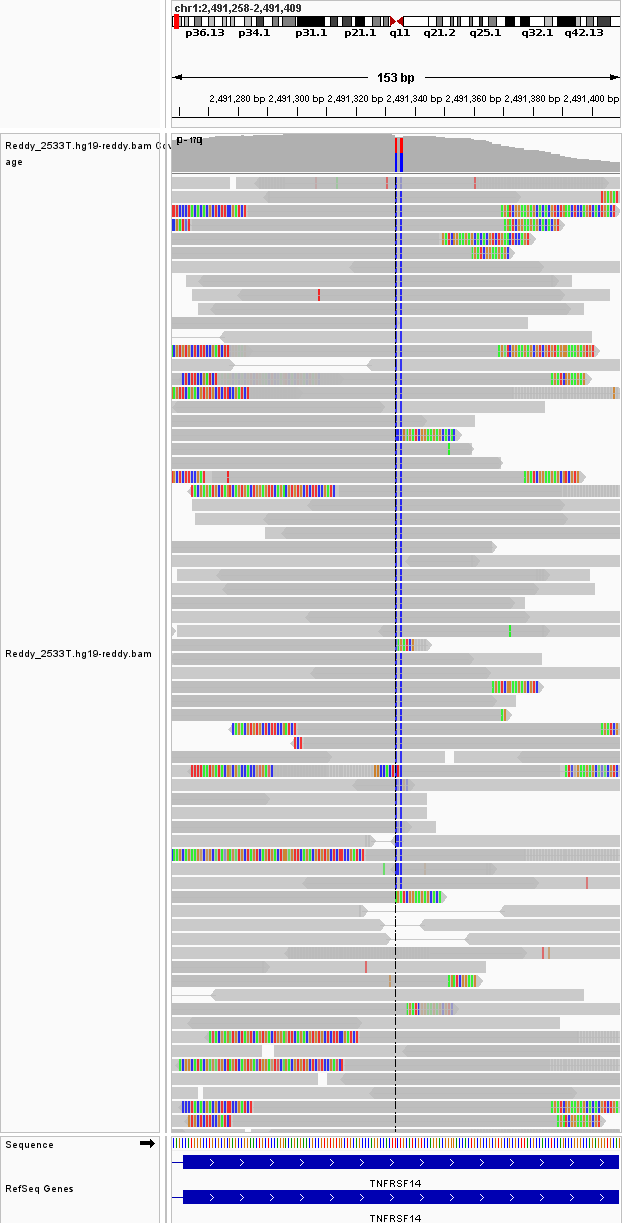 chr1:2,491,258-2,491,409
p36.13 p34.1 p31.1 p21.1 q11 q21.2 q25.1 q32.1 q42.13
153 bp
2,491,280 bp 2,491,300 bp 2,491,320 bp 2,491,340 bp 2,491,360 bp 2,491,380 bp 2,491,400 bp
Reddy_2533T.hg19-reddy.bam Cov
age
[0 - 170]
Reddy_2533T.hg19-reddy.bam
Sequence
TNFRSF14
RefSeq Genes
TNFRSF14